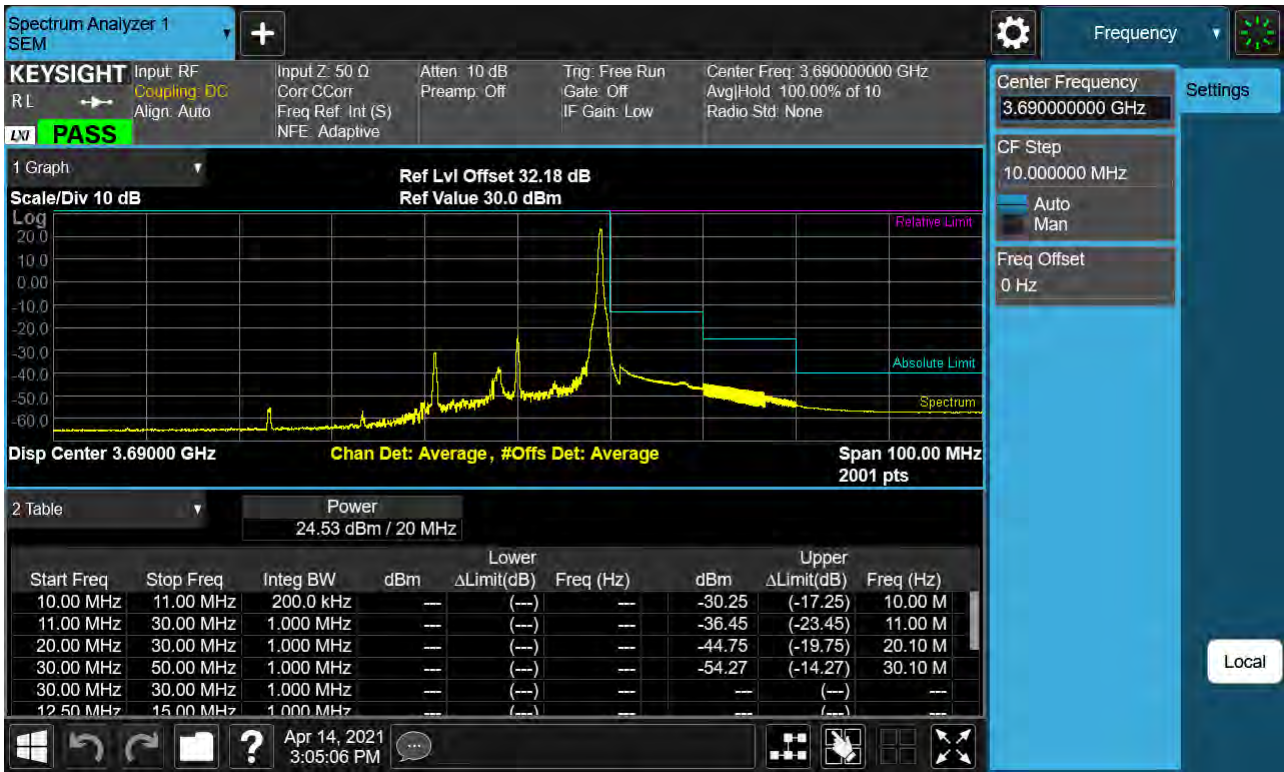 Spectrum Analyzer 1
SEM
+
Frequency
KEYSIGHT
RL
LXI PASS
Input: RF
Coupling: DC
Align: Auto
Input Z: 50 Ω
Corr CCorr
Freq Ref: Int (S)
NFE: Adaptive
Atten: 10 dB
Preamp: Off
Trig: Free Run
Gate: Off
IF Gain: Low
Center Freq: 3.690000000 GHz
Avg|Hold: 100.00% of 10
Radio Std: None
1 Graph
Scale/Div 10 dB
Ref Lvl Offset 32.18 dB
Ref Value 30.0 dBm
Log
20.0
10.0
0.00
-10.0
-20.0
-30.0
-40.0
-50.0
-60.0
Relative Limit
Absolute Limit
Spectrum
Disp Center 3.69000 GHz
Chan Det: Average, #Offs Det: Average
Span 100.00 MHz
2001 pts
2 Table
Power
24.53 dBm / 20 MHz
Lower Upper
Start Freq Stop Freq Integ BW dBm ΔLimit(dB) Freq (Hz) dBm ΔLimit(dB) Freq (Hz)
10.00 MHz 11.00 MHz 200.0 kHz --- (---) --- -30.25 (-17.25) 10.00 M
11.00 MHz 30.00 MHz 1.000 MHz --- (---) --- -36.45 (-23.45) 11.00 M
20.00 MHz 30.00 MHz 1.000 MHz --- (---) --- -44.75 (-19.75) 20.10 M
30.00 MHz 50.00 MHz 1.000 MHz --- (---) --- -54.27 (-14.27) 30.10 M
30.00 MHz 30.00 MHz 1.000 MHz --- (---) --- --- (---) ---
12.50 MHz 15.00 MHz 1.000 MHz --- (---) --- --- (---) ---
?
Apr 14, 2021
3:05:06 PM
Center Frequency
3.690000000 GHz
CF Step
10.000000 MHz
Auto
Man
Freq Offset
0 Hz
Settings
Local